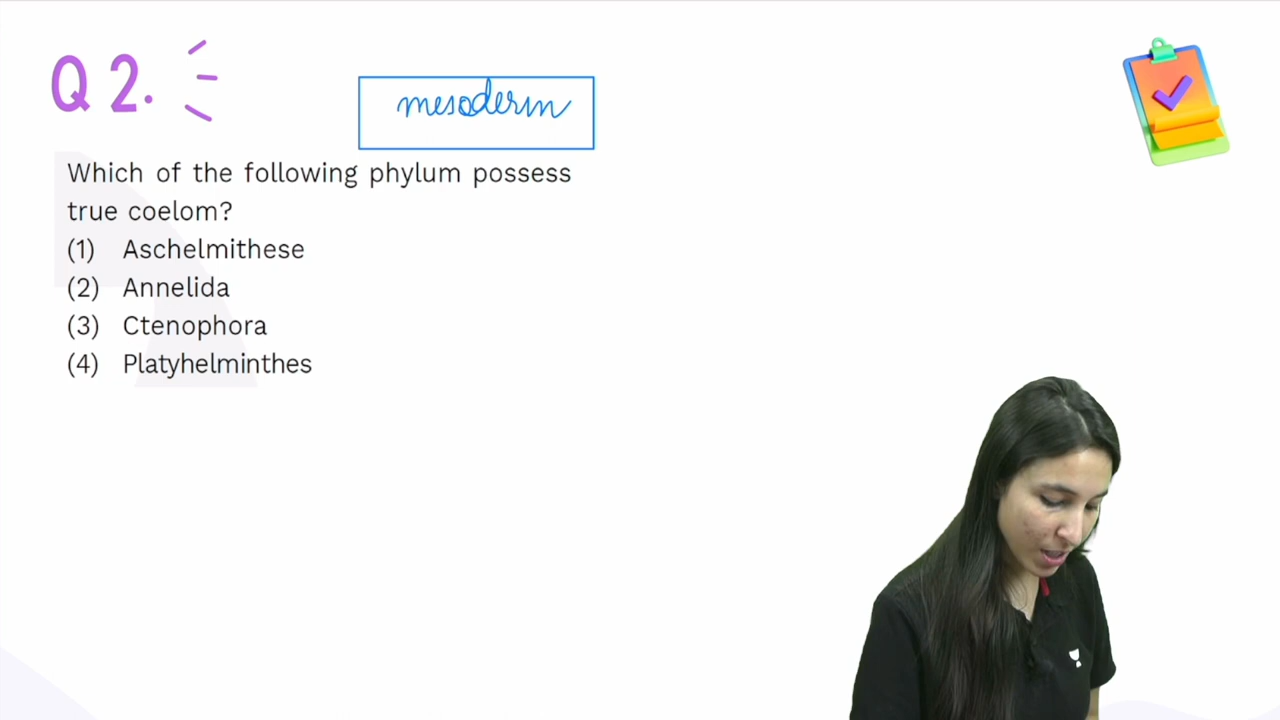 Q 2.
mesoderm
Which of the following phylum possess
true coelom?
(1) Aschelmithese
(2) Annelida
(3) Ctenophora
(4) Platyhelminthes